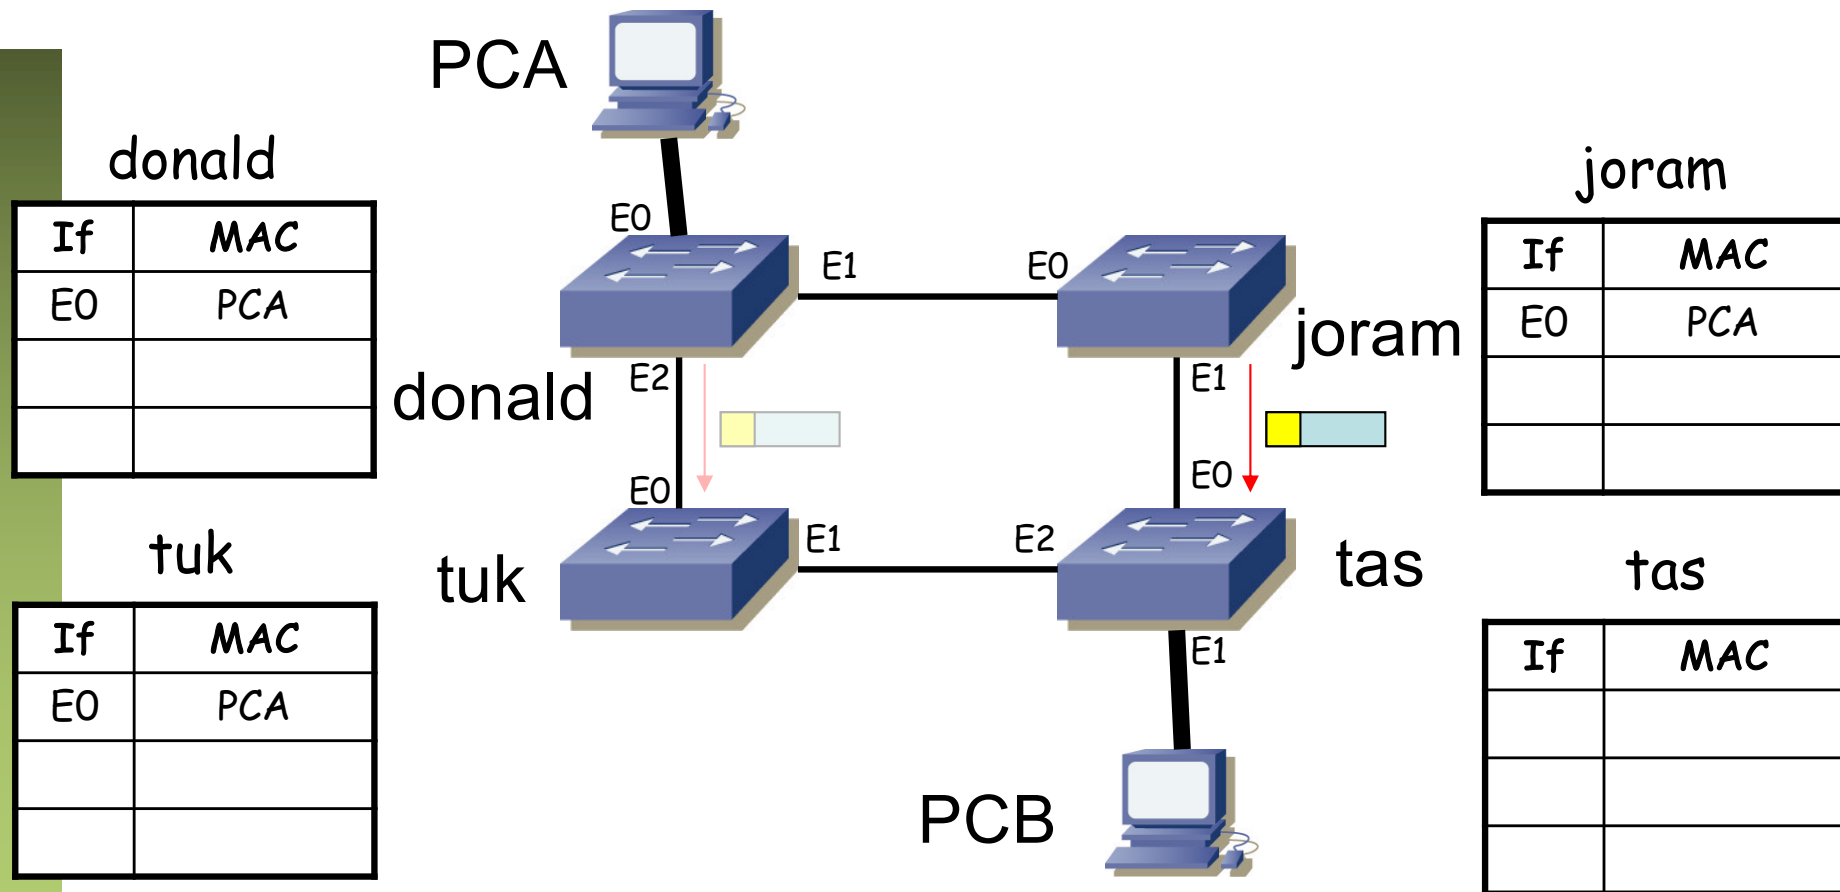 PCA
donald
If MAC
E0 PCA
joram
If MAC
E0 PCA
E0
E1
E0
joram
donald
E2
E1
E0
E0
tuk
If MAC
E0 PCA
E1
E2
tuk
tas
tas
If MAC
E1
PCB